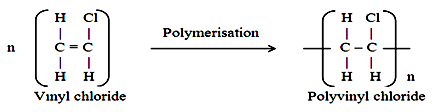 H Cl H Cl
n C = C Polymerisation C - C
H H H H n
Vinyl chloride Polyvinyl chloride